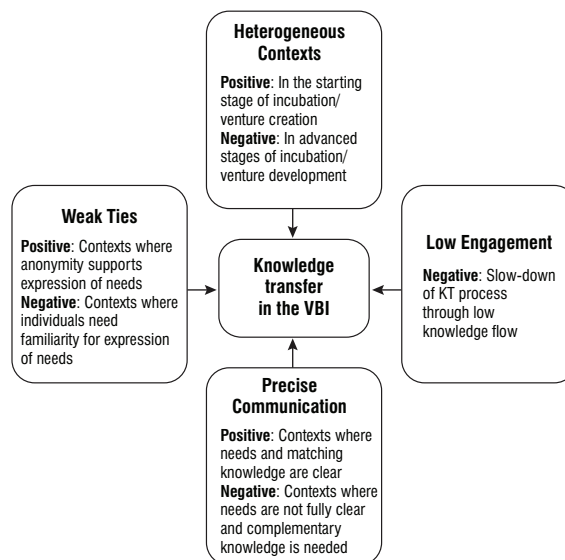 Heterogeneous
Contexts
Positive: In the starting
stage of incubation/
venture creation
Negative: In advanced
stages of incubation/
venture development
Weak Ties
Positive: Contexts where
anonymity supports
expression of needs
Negative: Contexts where
individuals need
familiarity for expression
of needs
Knowledge
transfer
in the VBI
Low Engagement
Negative: Slow-down
of KT process
through low
knowledge flow
Precise
Communication
Positive: Contexts where
needs and matching
knowledge are clear
Negative: Contexts where
needs are not fully clear
and complementary
knowledge is needed